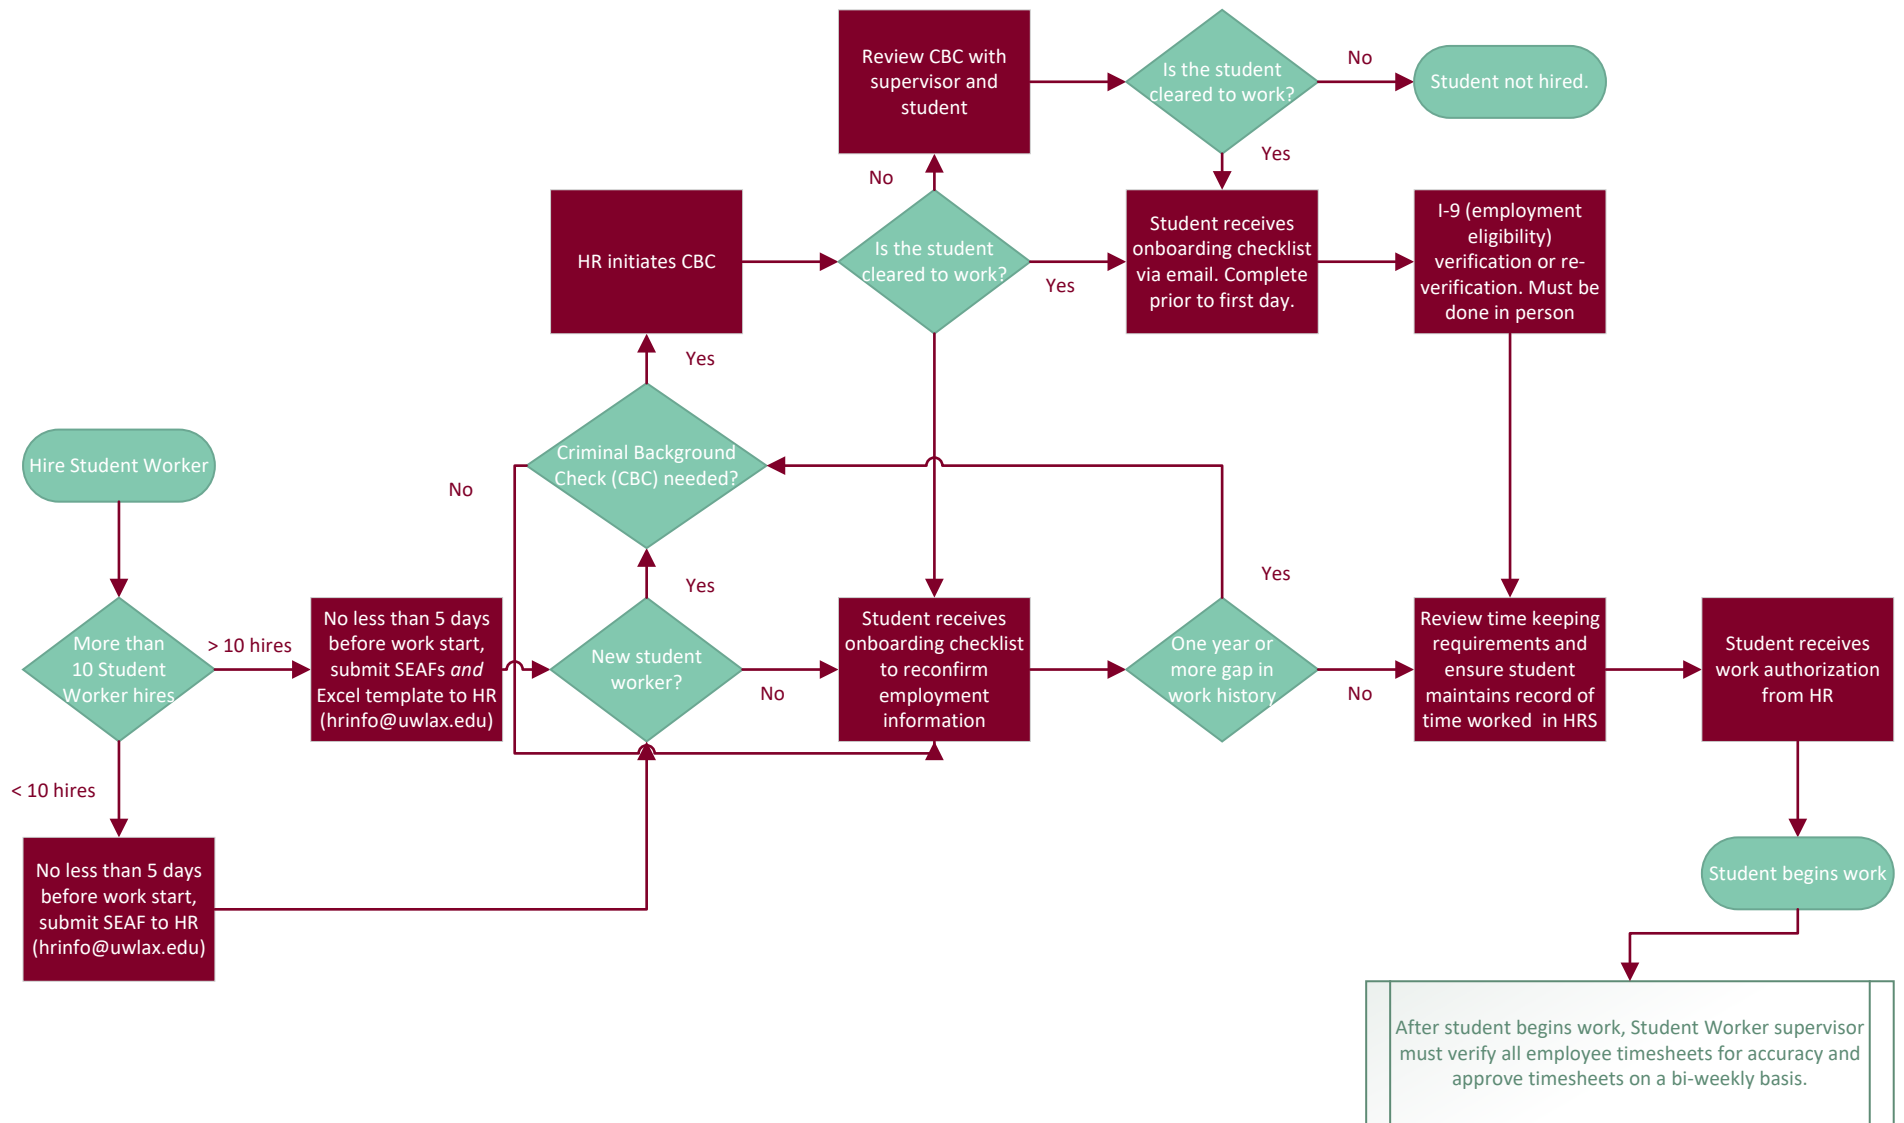 Review CBC with
supervisor and
student
Is the student
cleared to work?
No
Student not hired.
Yes
No
HR initiates CBC
Is the student
cleared to work?
Yes
Student receives
onboarding checklist
via email. Complete
prior to first day.
I-9 (employment
eligibility)
verification or re-
verification. Must be
done in person
Yes
Hire Student Worker
Criminal Background
Check (CBC) needed?
No
Yes
Yes
More than
10 Student
Worker hires
> 10 hires
No less than 5 days
before work start,
submit SEAFs and
Excel template to HR
(hrinfo@uwlax.edu)
New student
worker?
No
Student receives
onboarding checklist
to reconfirm
employment
information
One year or
more gap in
work history
No
Review time keeping
requirements and
ensure student
maintains record of
time worked  in HRS
Student receives
work authorization
from HR
< 10 hires
No less than 5 days
before work start,
submit SEAF to HR
(hrinfo@uwlax.edu)
Student begins work
After student begins work, Student Worker supervisor
must verify all employee timesheets for accuracy and
approve timesheets on a bi-weekly basis.